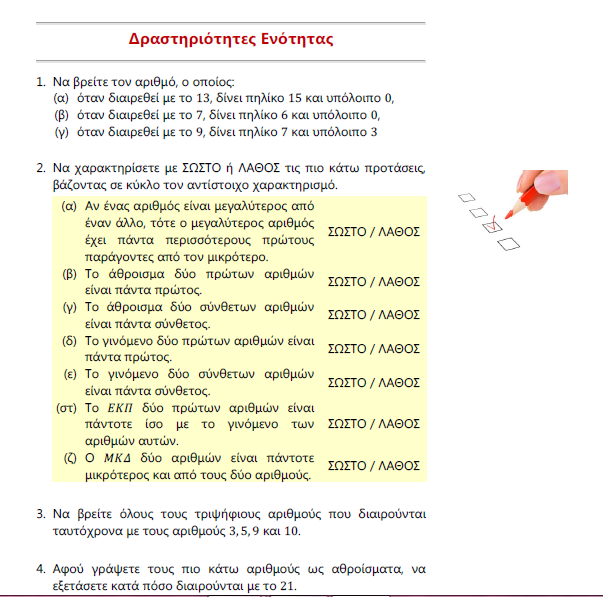 Δραστηριότητες Ενότητας
1. Να βρείτε τον αριθμό, ο οποίος:
(α) όταν διαιρεθεί με το 13, δίνει πηλίκο 15 και υπόλοιπο 0,
(β) όταν διαιρεθεί με το 7, δίνει πηλίκο 6 και υπόλοιπο 0,
(γ) όταν διαιρεθεί με το 9, δίνει πηλίκο 7 και υπόλοιπο 3
2. Να χαρακτηρίσετε με ΣΩΣΤΟ ή ΛΑΘΟΣ τις πιο κάτω προτάσεις,
βάζοντας σε κύκλο τον αντίστοιχο χαρακτηρισμό.
(α) Αν ένας αριθμός είναι μεγαλύτερος από
έναν άλλο, τότε ο μεγαλύτερος αριθμός
έχει πάντα περισσότερους πρώτους
παράγοντες από τον μικρότερο.
ΣΩΣΤΟ / ΛΑΘΟΣ
(β) Το άθροισμα δύο πρώτων αριθμών
είναι πάντα πρώτος.
ΣΩΣΤΟ / ΛΑΘΟΣ
(γ) Το άθροισμα δύο σύνθετων αριθμών
είναι πάντα σύνθετος.
ΣΩΣΤΟ / ΛΑΘΟΣ
(δ) Το γινόμενο δύο πρώτων αριθμών είναι
πάντα πρώτος.
ΣΩΣΤΟ / ΛΑΘΟΣ
(ε) Το γινόμενο δύο σύνθετων αριθμών
είναι πάντα σύνθετος.
ΣΩΣΤΟ / ΛΑΘΟΣ
(στ) Το ΕΚΠ δύο πρώτων αριθμών είναι
πάντοτε ίσο με το γινόμενο των
αριθμών αυτών.
ΣΩΣΤΟ / ΛΑΘΟΣ
(ζ) Ο ΜΚΔ δύο αριθμών είναι πάντοτε
μικρότερος και από τους δύο αριθμούς.
ΣΩΣΤΟ / ΛΑΘΟΣ
3. Να βρείτε όλους τους τριψήφιους αριθμούς που διαιρούνται
ταυτόχρονα με τους αριθμούς 3, 5, 9 και 10.
4. Αφού γράψετε τους πιο κάτω αριθμούς ως αθροίσματα, να
εξετάσετε κατά πόσο διαιρούνται με το 21.